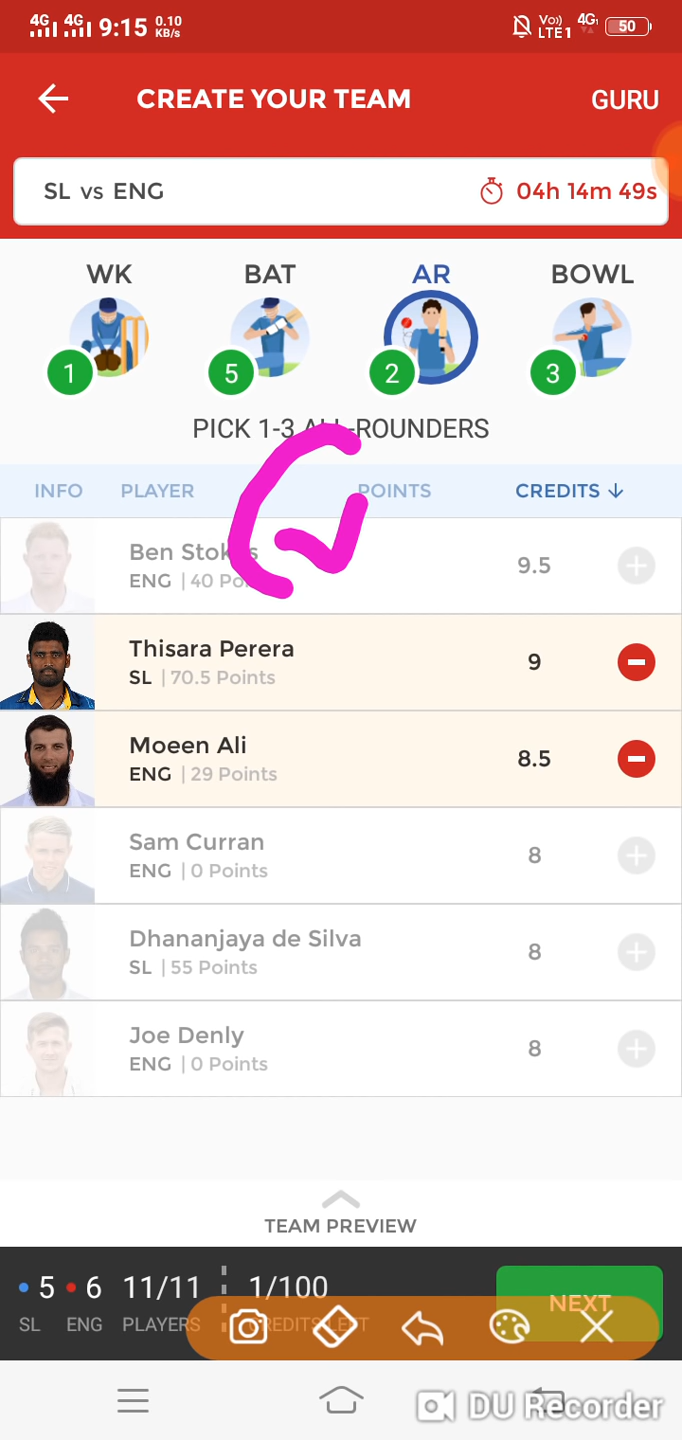 4G 4G 9:15 0.10 KB/s Vo)) LTE1 4G 50
CREATE YOUR TEAM GURU
SL vs ENG 04h 14m 49s
WK BAT AR BOWL
1 5 2 3
PICK 1-3 ALL-ROUNDERS
INFO PLAYER POINTS CREDITS ↓
Ben Stokes
ENG | 40 Po
9.5
Thisara Perera
SL | 70.5 Points
9
Moeen Ali
ENG | 29 Points
8.5
Sam Curran
ENG | 0 Points
8
Dhananjaya de Silva
SL | 55 Points
8
Joe Denly
ENG | 0 Points
8
TEAM PREVIEW
5 6 11/11 1/100
SL ENG PLAYERS CREDITS LEFT
NEXT
DU Recorder